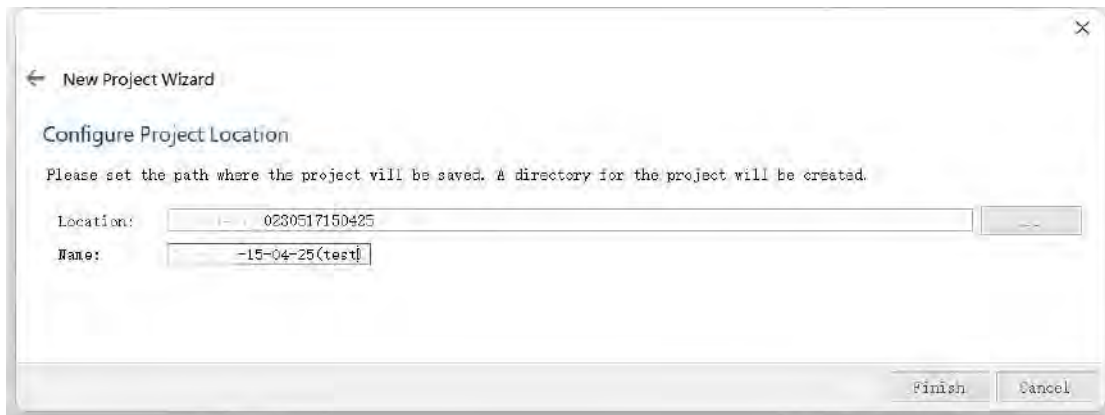 New Project Wizard
Configure Project Location
Please set the path where the project will be saved. A directory for the project will be created.
Location: 0230517150425
Name: -15-04-25(test)
Finish Cancel